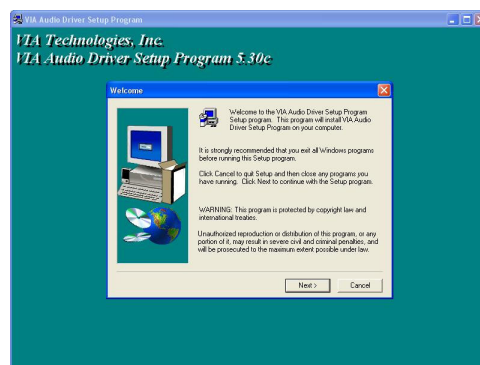 VIA Audio Driver Setup Program
VIA Technologies, Inc.
VIA Audio Driver Setup Program 5.30c
Welcome
Welcome to the VIA Audio Driver Setup Program
Setup program. This program will install VIA Audio
Driver Setup Program on your computer.
It is strongly recommended that you exit all Windows programs
before running this Setup program.
Click Cancel to quit Setup and then close any programs you
have running. Click Next to continue with the Setup program.
WARNING: This program is protected by copyright law and
international treaties.
Unauthorized reproduction or distribution of this program, or any
portion of it, may result in severe civil and criminal penalties, and
will be prosecuted to the maximum extent possible under law.
Next >
Cancel